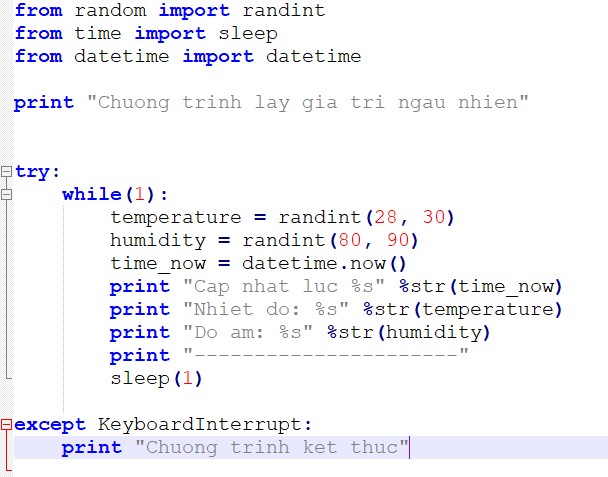 from random import randint
from time import sleep
from datetime import datetime
print "Chuong trinh lay gia tri ngau nhien"
try:
    while(1):
        temperature = randint(28, 30)
        humidity = randint(80, 90)
        time_now = datetime.now()
        print "Cap nhat luc %s" %str(time_now)
        print "Nhiet do: %s" %str(temperature)
        print "Do am: %s" %str(humidity)
        print "----------------------"
        sleep(1)
except KeyboardInterrupt:
    print "Chuong trinh ket thuc"